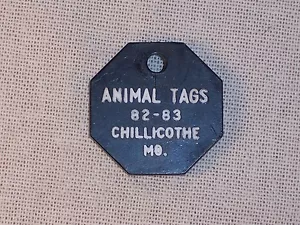 ANIMAL TAGS
82-83
CHILLICOTHE
MO.